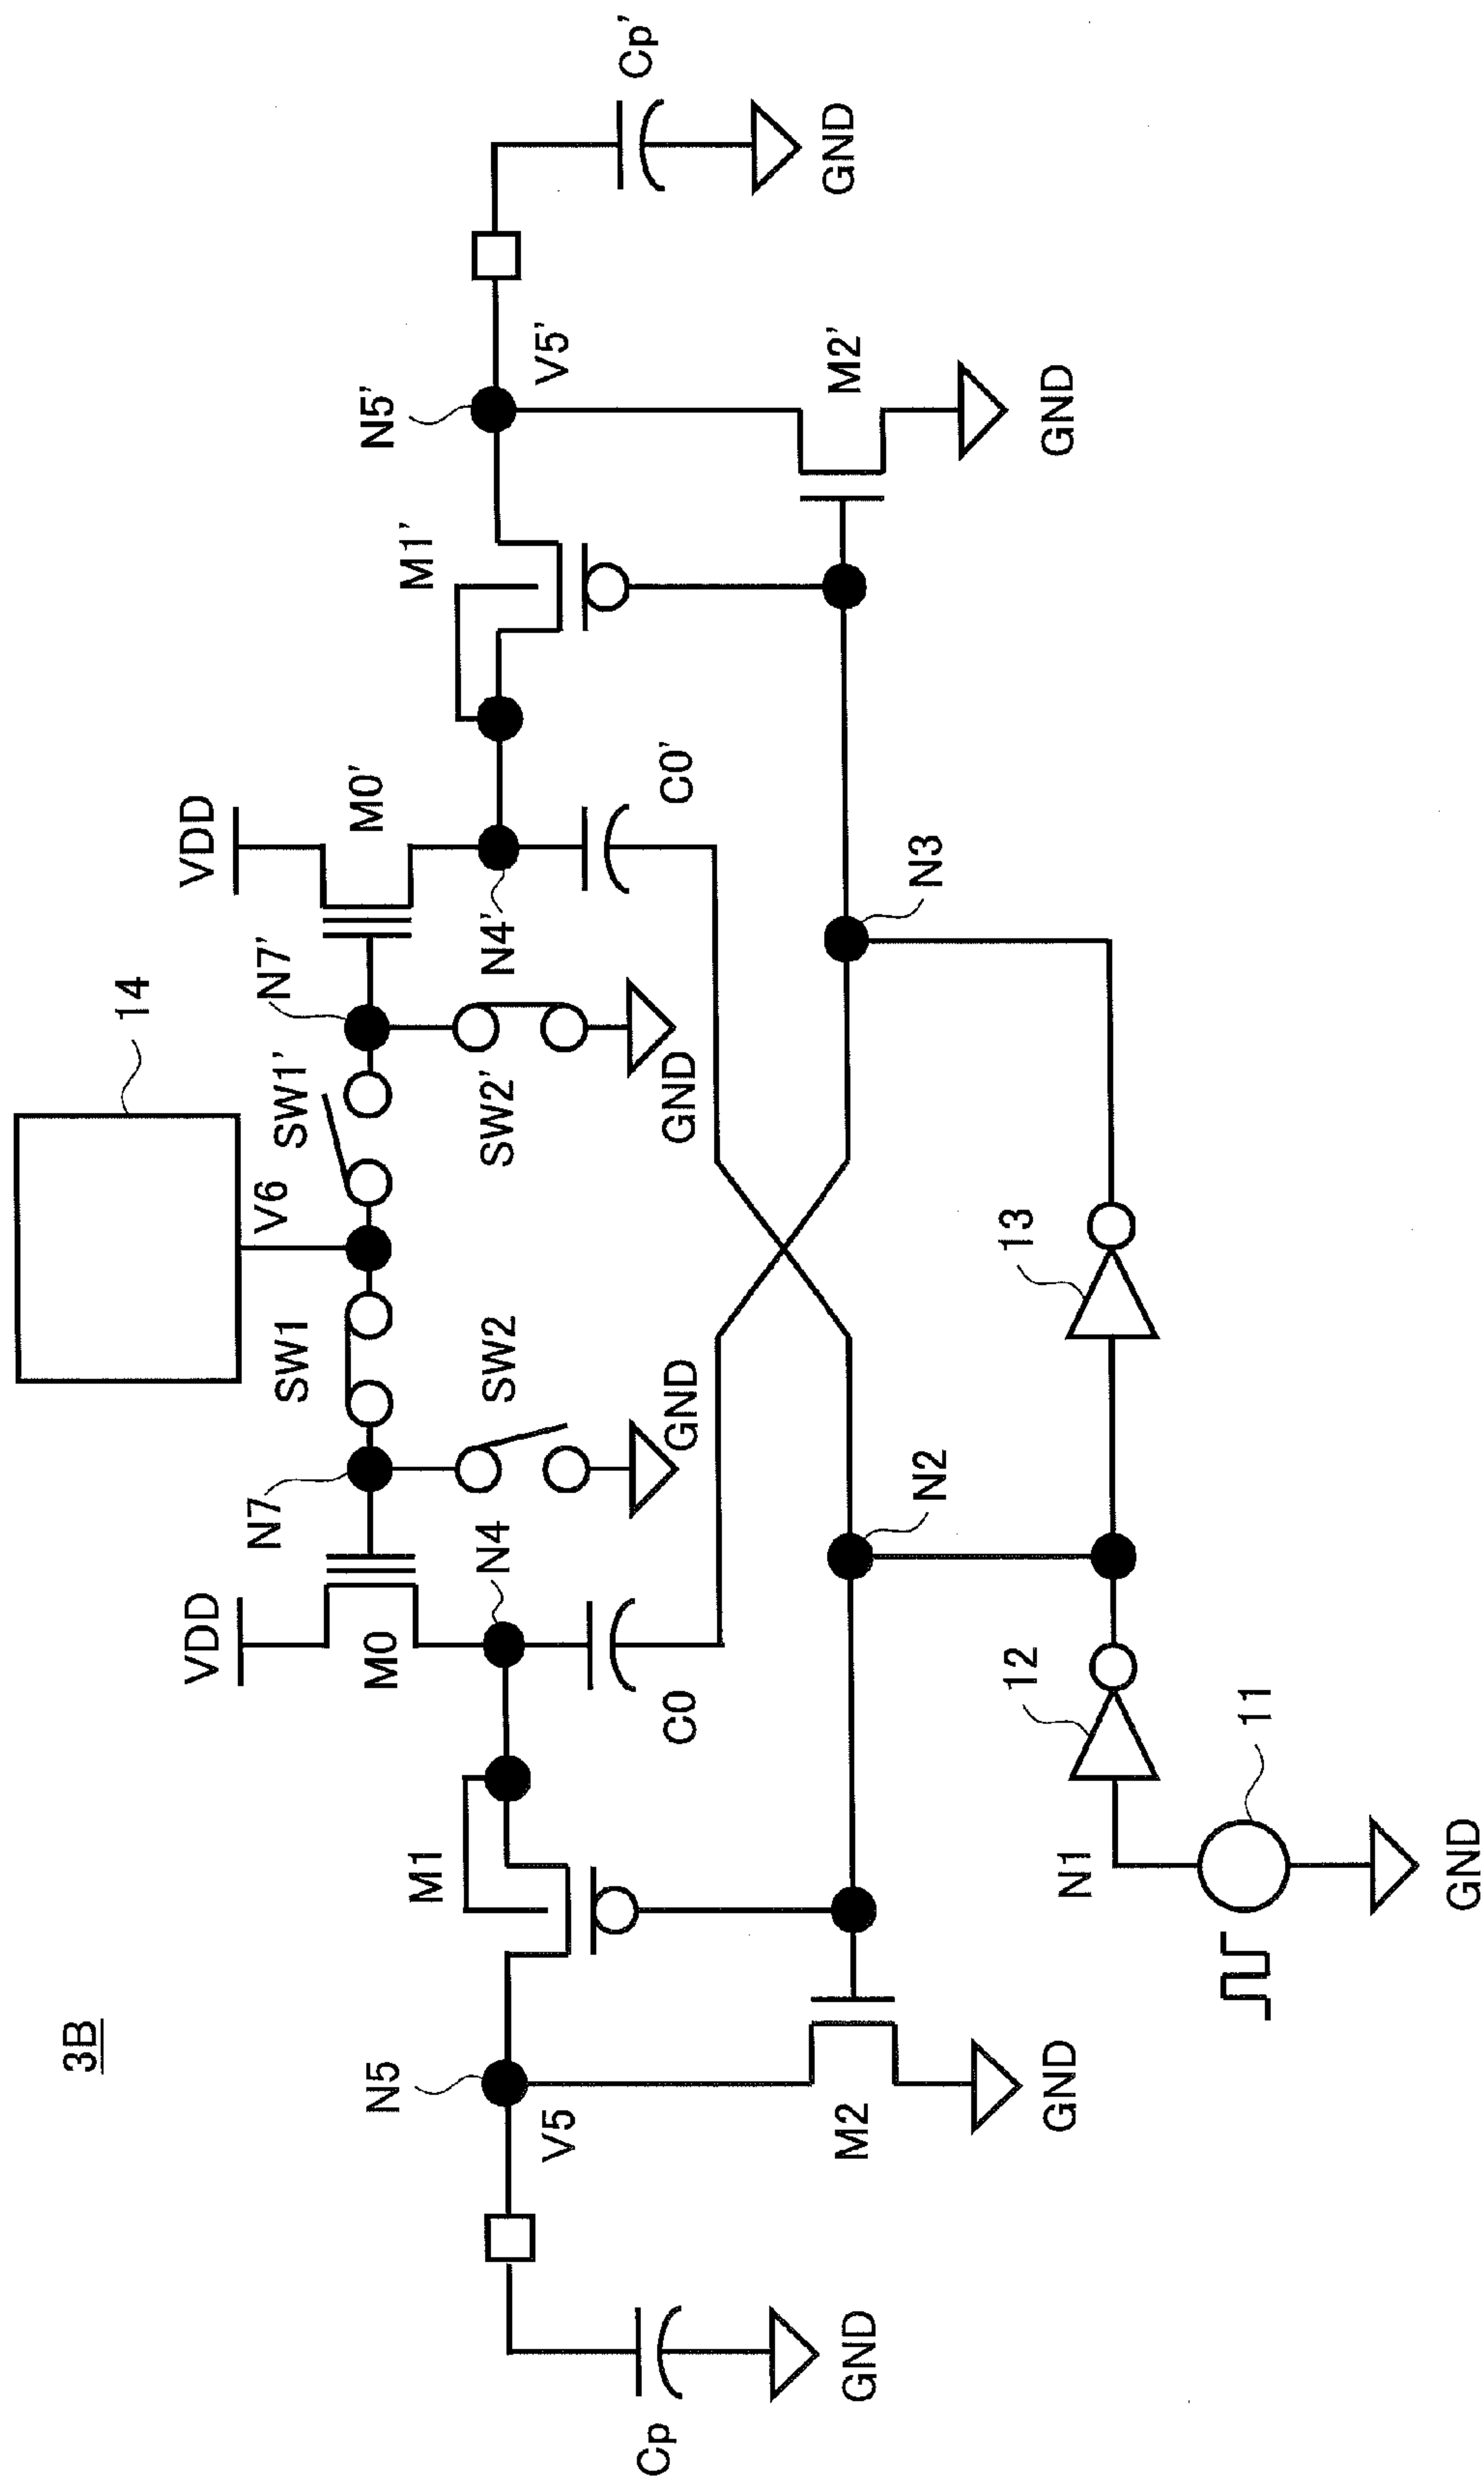 3B
14
VDD
VDD
M0
N7
SW1
V6
SW1'
N7'
M0'
N5
M1
N4
SW2
GND
SW2'
GND
N4'
M1'
N5'
V5
C0
C0'
V5'
Cp
GND
M2
GND
N2
N3
M2'
GND
Cp'
GND
N1
12
13
11
GND